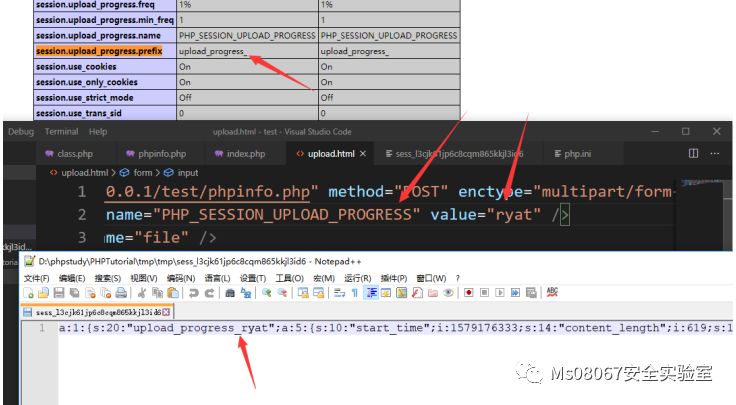 session.upload_progress.freq 1% 1%
session.upload_progress.min_freq 1 1
session.upload_progress.name PHP_SESSION_UPLOAD_PROGRESS PHP_SESSION_UPLOAD_PROGRESS
session.upload_progress.prefix upload_progress_ upload_progress_
session.use_cookies On On
session.use_only_cookies On On
session.use_strict_mode Off Off
session.use_trans_sid 0 0
Debug Terminal Help upload.html - test - Visual Studio Code
class.php phpinfo.php index.php upload.html sess_l3cjk61jp6c8cqm865kkjl3id6 php.ini
upload.html > form > input
1 0.0.1/test/phpinfo.php" method="POST" enctype="multipart/form-
2 name="PHP_SESSION_UPLOAD_PROGRESS" value="ryat" />
3 me="file" />
kjl3id...
D:\phpstudy\PHPTutorial\tmp\tmp\sess_l3cjk61jp6c8cqm865kkjl3id6 - Notepad++
文件(F) 编辑(E) 搜索(S) 视图(V) 编码(N) 语言(L) 设置(T) 工具(O) 宏(M) 运行(R) 插件(P) 窗口(W) ?
sess_l3cjk61jp6c8cqm865kkjl3id6
1 a:1:{s:20:"upload_progress_ryat";a:5:{s:10:"start_time";i:1579176333;s:14:"content_length";i:619;s:1
Ms08067安全实验室